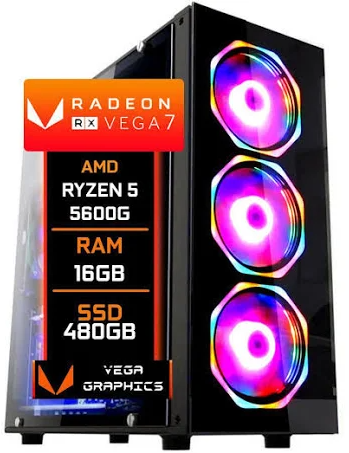 RADEON
RX VEGA 7
AMD
RYZEN 5
5600G
RAM
16GB
SSD
480GB
VEGA
GRAPHICS